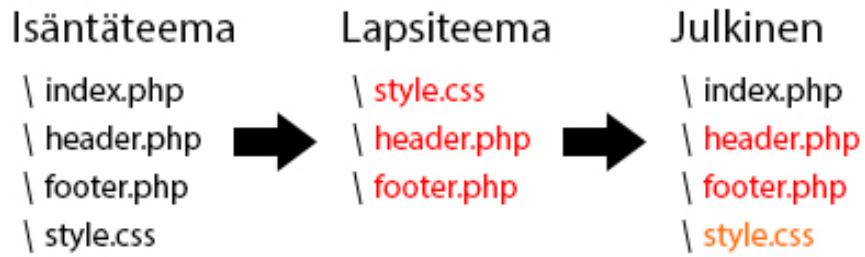 Isäntäteema
\ index.php
\ header.php
\ footer.php
\ style.css
Lapsiteema
\ style.css
\ header.php
\ footer.php
Julkinen
\ index.php
\ header.php
\ footer.php
\ style.css